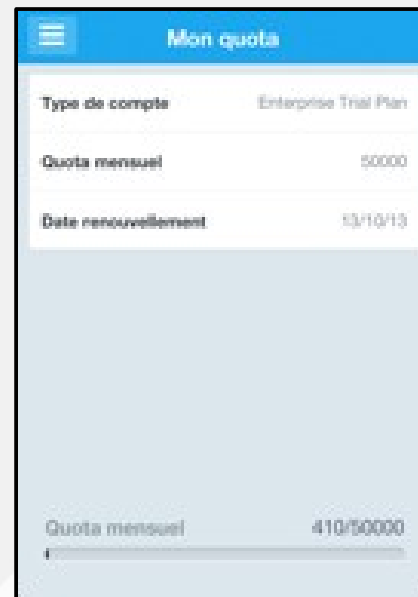 Mon quota
Type de compte Enterprise Trial Plan
Quota mensuel 50000
Date renouvellement 13/10/13
Quota mensuel 410/50000